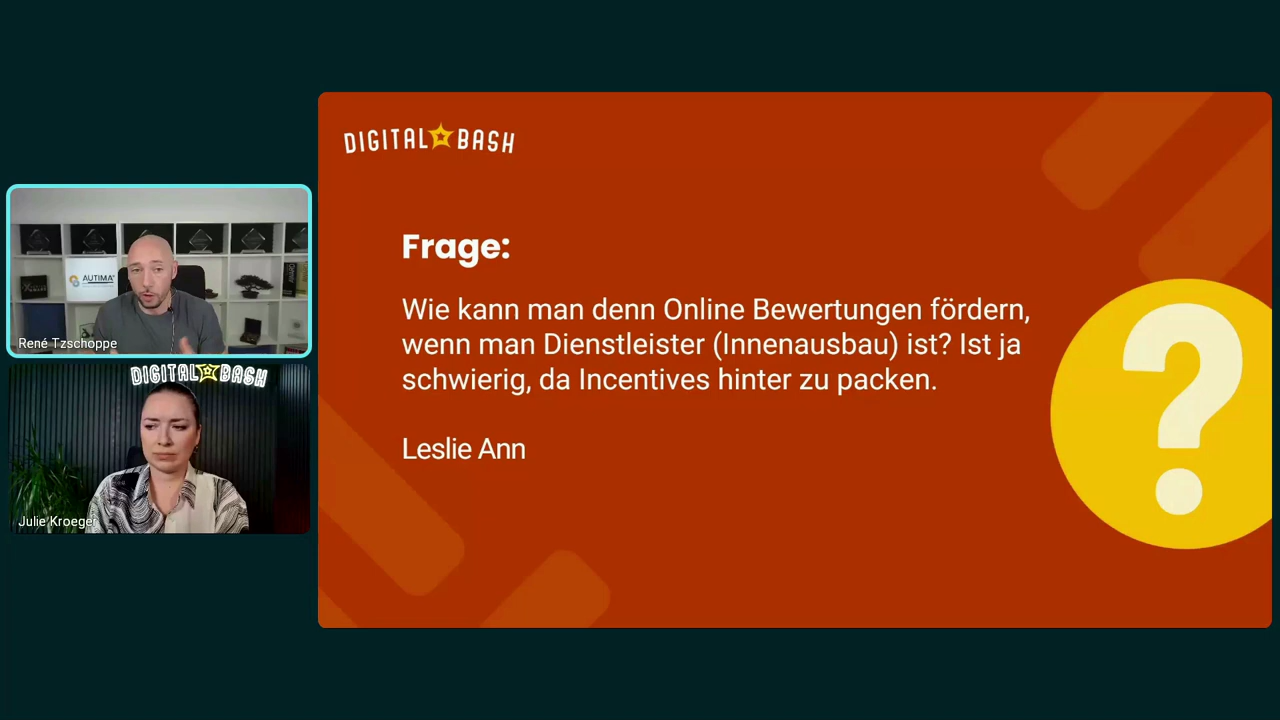 DIGITAL BASH
Frage:
Wie kann man denn Online Bewertungen fördern,
wenn man Dienstleister (Innenausbau) ist? Ist ja
schwierig, da Incentives hinter zu packen.
Leslie Ann
?
AUTIMA
René Tzschoppe
DIGITAL BASH
Julie Kroeger